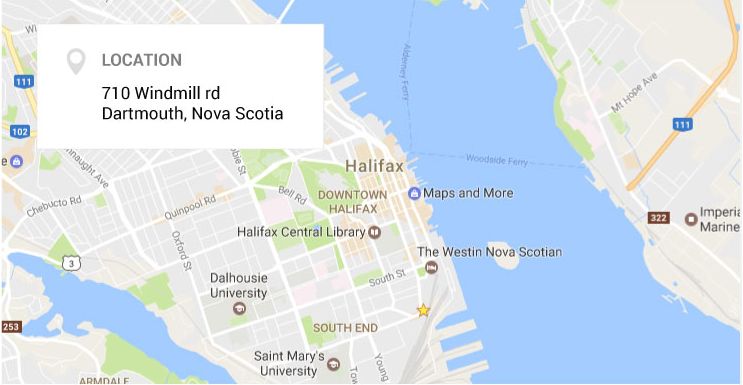 LOCATION
710 Windmill rd
Dartmouth, Nova Scotia
111
102
Chebucto Rd
Quinpool Rd
Oxford St
Bell Rd
3
253
Halifax
DOWNTOWN
HALIFAX
Maps and More
Halifax Central Library
The Westin Nova Scotian
Dalhousie
University
South St
SOUTH END
Saint Mary's
University
Young
ARMDALE
Alderney Ferry
Woodside Ferry
Mt Hope Ave
111
322
Imperia
Marine